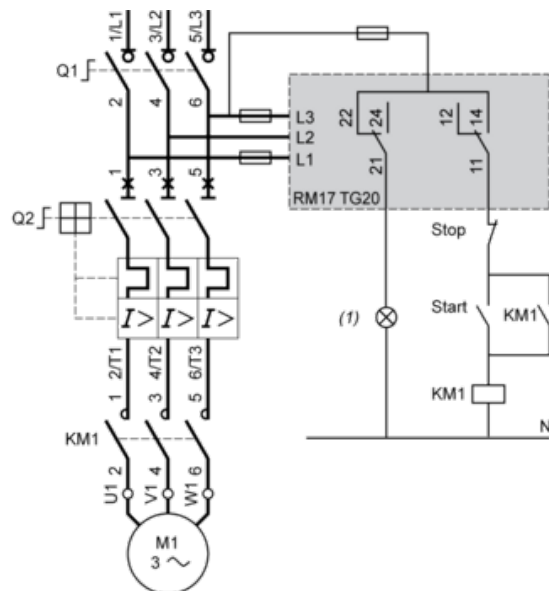 1/L1 3/L2 5/L3
Q1
2 4 6
L3
L2
L1
22 24 12 14
21 11
RM17 TG20
1 3 5
Q2
I> I> I>
2/T1 4/T2 6/T3
Stop
Start KM1
(1)
KM1
N
1 3 5
KM1
2 4 6
U1 V1 W1
M1
3 ~